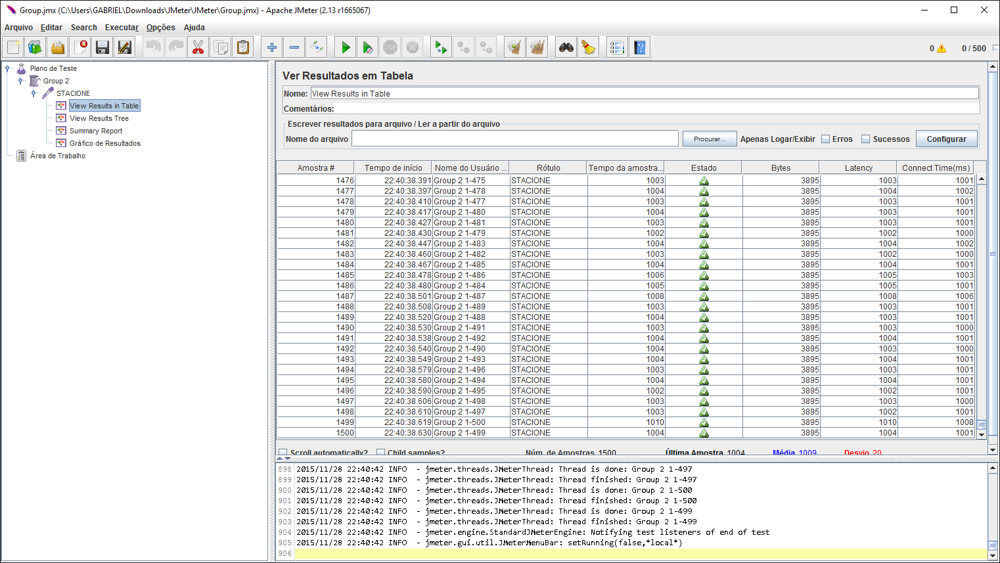 Group.jmx (C:\Users\GABRIEL\Downloads\JMeter\JMeter\Group.jmx) - Apache JMeter (2.13 r1665067)
Arquivo Editar Search Executar Opções Ajuda
STOP 0 0 / 500
Plano de Teste
Group 2
STACIONE
View Results in Table
View Results Tree
Summary Report
Gráfico de Resultados
Área de Trabalho
Ver Resultados em Tabela
Nome: View Results in Table
Comentários:
Escrever resultados para arquivo / Ler a partir do arquivo
Nome do arquivo Procurar... Apenas Logar/Exibir Erros Sucessos Configurar
Amostra # Tempo de início Nome do Usuário ... Rótulo Tempo da amostra... Estado Bytes Latency Connect Time(ms)
1476 22:40:38.391 Group 2 1-475 STACIONE 1003 3895 1003 1001
1477 22:40:38.397 Group 2 1-478 STACIONE 1004 3895 1004 1002
1478 22:40:38.410 Group 2 1-477 STACIONE 1003 3895 1003 1001
1479 22:40:38.417 Group 2 1-480 STACIONE 1004 3895 1003 1001
1480 22:40:38.427 Group 2 1-481 STACIONE 1003 3895 1003 1001
1481 22:40:38.430 Group 2 1-479 STACIONE 1002 3895 1002 1000
1482 22:40:38.447 Group 2 1-483 STACIONE 1004 3895 1004 1002
1483 22:40:38.460 Group 2 1-482 STACIONE 1003 3895 1002 1000
1484 22:40:38.467 Group 2 1-485 STACIONE 1004 3895 1004 1001
1485 22:40:38.478 Group 2 1-486 STACIONE 1006 3895 1005 1003
1486 22:40:38.480 Group 2 1-484 STACIONE 1005 3895 1005 1001
1487 22:40:38.501 Group 2 1-487 STACIONE 1008 3895 1008 1006
1488 22:40:38.508 Group 2 1-489 STACIONE 1003 3895 1003 1001
1489 22:40:38.520 Group 2 1-488 STACIONE 1004 3895 1003 1001
1490 22:40:38.530 Group 2 1-491 STACIONE 1003 3895 1003 1000
1491 22:40:38.538 Group 2 1-492 STACIONE 1004 3895 1004 1001
1492 22:40:38.540 Group 2 1-490 STACIONE 1004 3895 1003 1000
1493 22:40:38.549 Group 2 1-493 STACIONE 1004 3895 1004 1001
1494 22:40:38.579 Group 2 1-496 STACIONE 1003 3895 1003 1001
1495 22:40:38.580 Group 2 1-494 STACIONE 1004 3895 1004 1001
1496 22:40:38.590 Group 2 1-495 STACIONE 1002 3895 1002 1001
1497 22:40:38.606 Group 2 1-498 STACIONE 1003 3895 1003 1000
1498 22:40:38.610 Group 2 1-497 STACIONE 1003 3895 1002 1001
1499 22:40:38.619 Group 2 1-500 STACIONE 1010 3895 1010 1008
1500 22:40:38.630 Group 2 1-499 STACIONE 1004 3895 1004 1001
Scroll automatically? Child samples? Núm. de Amostras 1500 Última Amostra 1004 Média 1009 Desvio 20
898 2015/11/28 22:40:42 INFO - jmeter.threads.JMeterThread: Thread is done: Group 2 1-497
899 2015/11/28 22:40:42 INFO - jmeter.threads.JMeterThread: Thread finished: Group 2 1-497
900 2015/11/28 22:40:42 INFO - jmeter.threads.JMeterThread: Thread is done: Group 2 1-500
901 2015/11/28 22:40:42 INFO - jmeter.threads.JMeterThread: Thread finished: Group 2 1-500
902 2015/11/28 22:40:42 INFO - jmeter.threads.JMeterThread: Thread is done: Group 2 1-499
903 2015/11/28 22:40:42 INFO - jmeter.threads.JMeterThread: Thread finished: Group 2 1-499
904 2015/11/28 22:40:42 INFO - jmeter.engine.StandardJMeterEngine: Notifying test listeners of end of test
905 2015/11/28 22:40:42 INFO - jmeter.gui.util.JMeterMenuBar: setRunning(false,*local*)
906